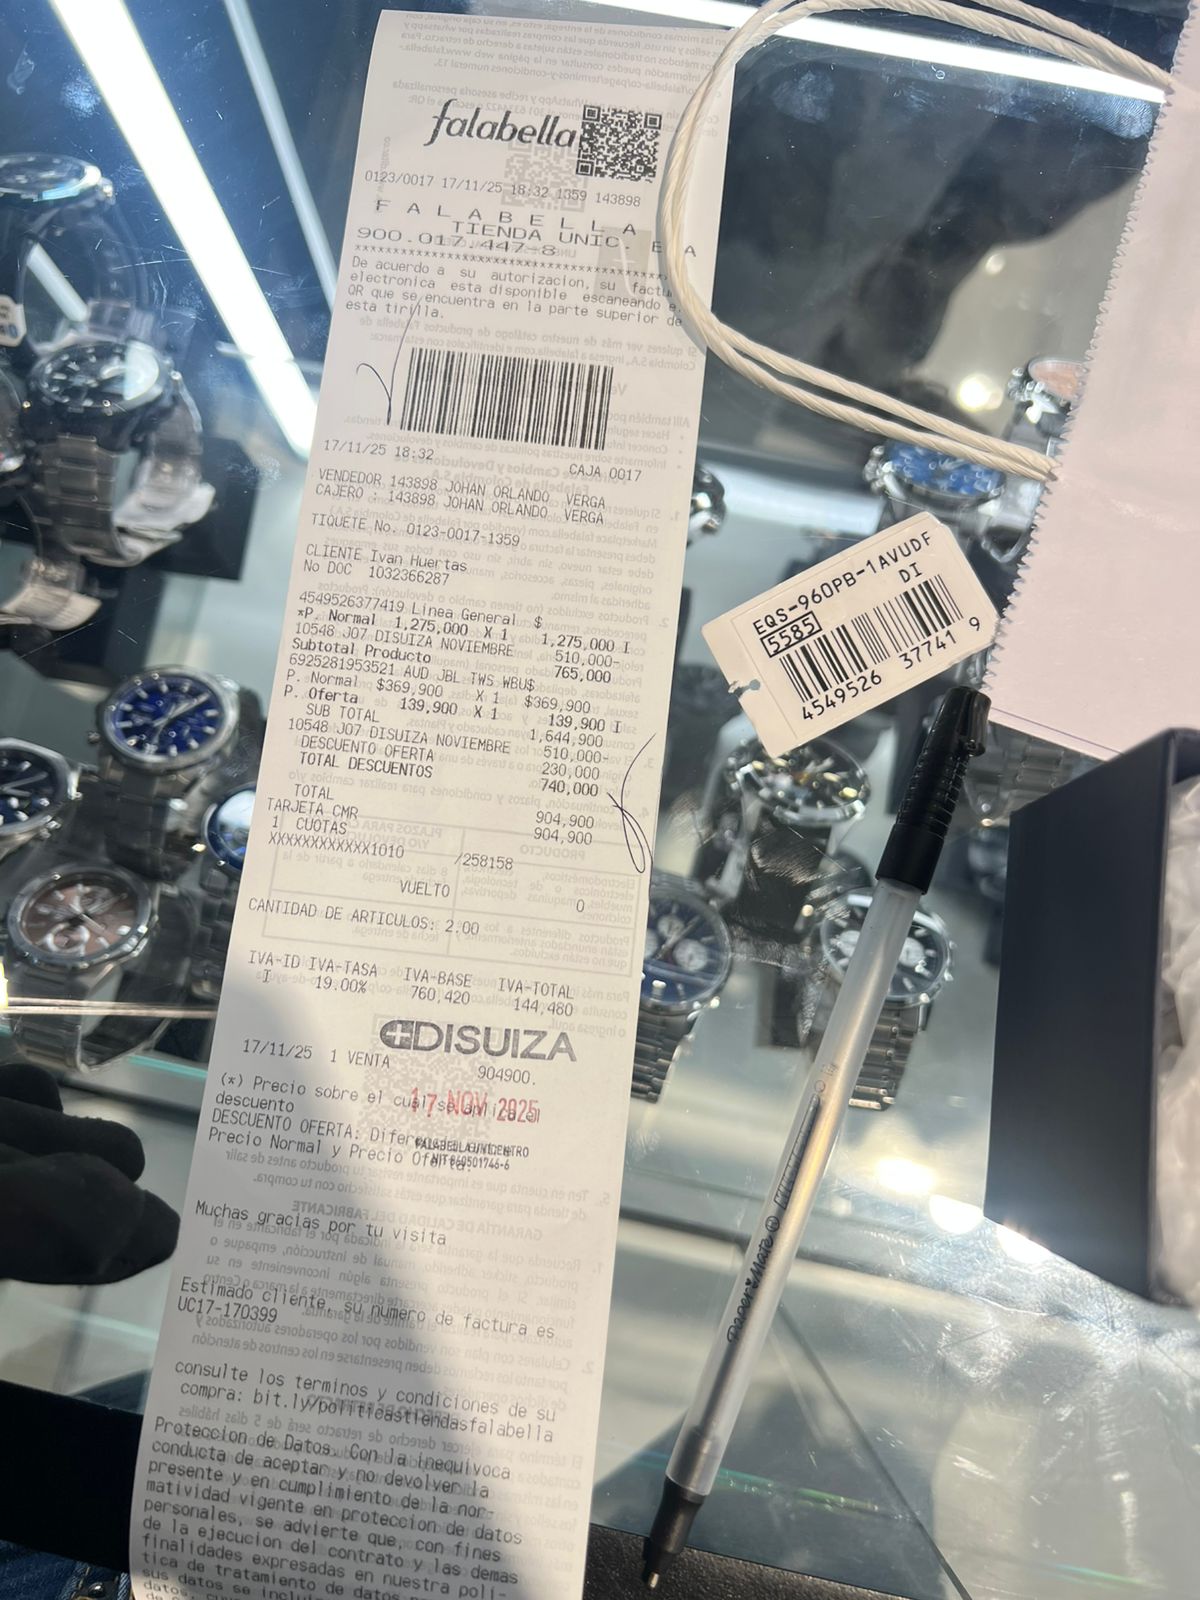 falabella
0123/0017 17/11/25 18:32 1359 143898
F A L A B E L L A
TIENDA UNIC. E A
900.017.447-8
De acuerdo a su autorizacion, su factu
electronica esta disponible escaneando e
QR que se encuentra en la parte superior de
esta tirilla.
17/11/25 18:32 CAJA 0017
VENDEDOR 143898 JOHAN ORLANDO VERGA
CAJERO : 143898 JOHAN ORLANDO VERGA
TIQUETE No. 0123-0017-1359
CLIENTE Ivan Huertas
No DOC 1032366287
4549526377419 Linea General $
*P. Normal 1,275,000 X 1 1,275,000 I
10548 J07 DISUIZA NOVIEMBRE 510,000-
Subtotal Producto 765,000
6925281953521 AUD JBL TWS WBU$
P. Normal $369,900 X 1 $369,900
P. Oferta 139,900 X 1 139,900 I
SUB TOTAL 1,644,900
10548 J07 DISUIZA NOVIEMBRE 510,000-
DESCUENTO OFERTA 230,000
TOTAL DESCUENTOS 740,000
TOTAL 904,900
TARJETA CMR 904,900
1 CUOTAS
XXXXXXXXXXXX1010 /258158
VUELTO 0
CANTIDAD DE ARTICULOS: 2.00
IVA-ID IVA-TASA IVA-BASE IVA-TOTAL
I 19.00% 760,420 144,480
DISUIZA
17/11/25 1 VENTA 904900.
(*) Precio sobre el cual se aplica el
descuento
17 NOV 2025
DESCUENTO OFERTA: Difer
FALABELLA UNICENTRO
Precio Normal y Precio Oferta.
NIT 860501746-6
Muchas gracias por tu visita
Estimado cliente, su numero de factura es
UC17-170399
consulte los terminos y condiciones de su
compra: bit.ly/politicastiendasfalabella
Proteccion de Datos. Con la inequivoca
conducta de aceptar y no devolver la
presente y en cumplimiento de la nor-
matividad vigente en proteccion de datos
personales, se advierte que, con fines
de la ejecucion del contrato y las demas
finalidades expresadas en nuestra poli-
tica de tratamiento de datos
sus datos se
EQS-960PB-1AVUDF
5585 DI
4549526 37741 9
Paper Mate ®